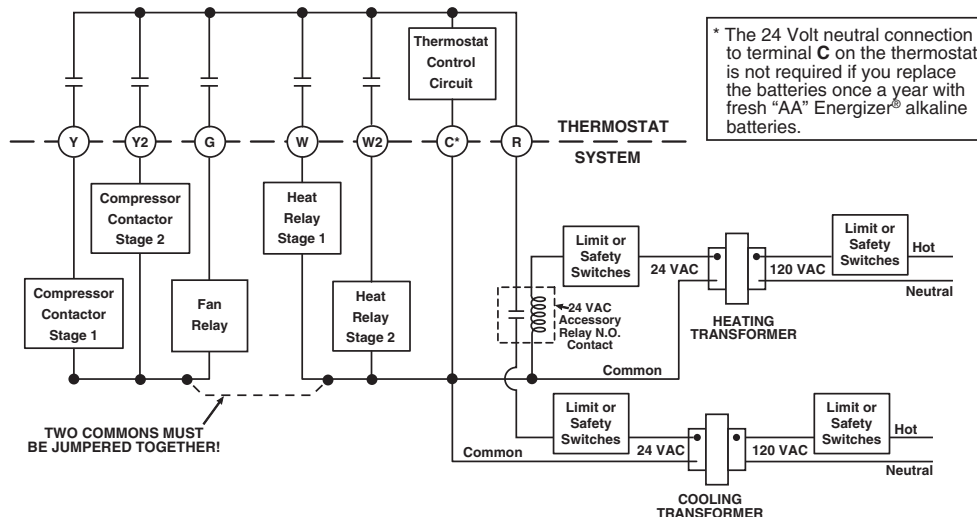 Thermostat
Control
Circuit
* The 24 Volt neutral connection
to terminal C on the thermostat
is not required if you replace
the batteries once a year with
fresh “AA” Energizer® alkaline
batteries.
THERMOSTAT
Y
Y2
G
W
W2
C*
R
SYSTEM
Compressor
Contactor
Stage 2
Heat
Relay
Stage 1
Compressor
Contactor
Stage 1
Fan
Relay
Heat
Relay
Stage 2
Limit or
Safety
Switches
24 VAC
120 VAC
Limit or
Safety
Switches
Hot
Neutral
HEATING
TRANSFORMER
24 VAC
Accessory
Relay N.O.
Contact
Common
TWO COMMONS MUST
BE JUMPERED TOGETHER!
Common
Limit or
Safety
Switches
24 VAC
120 VAC
Limit or
Safety
Switches
Hot
Neutral
COOLING
TRANSFORMER